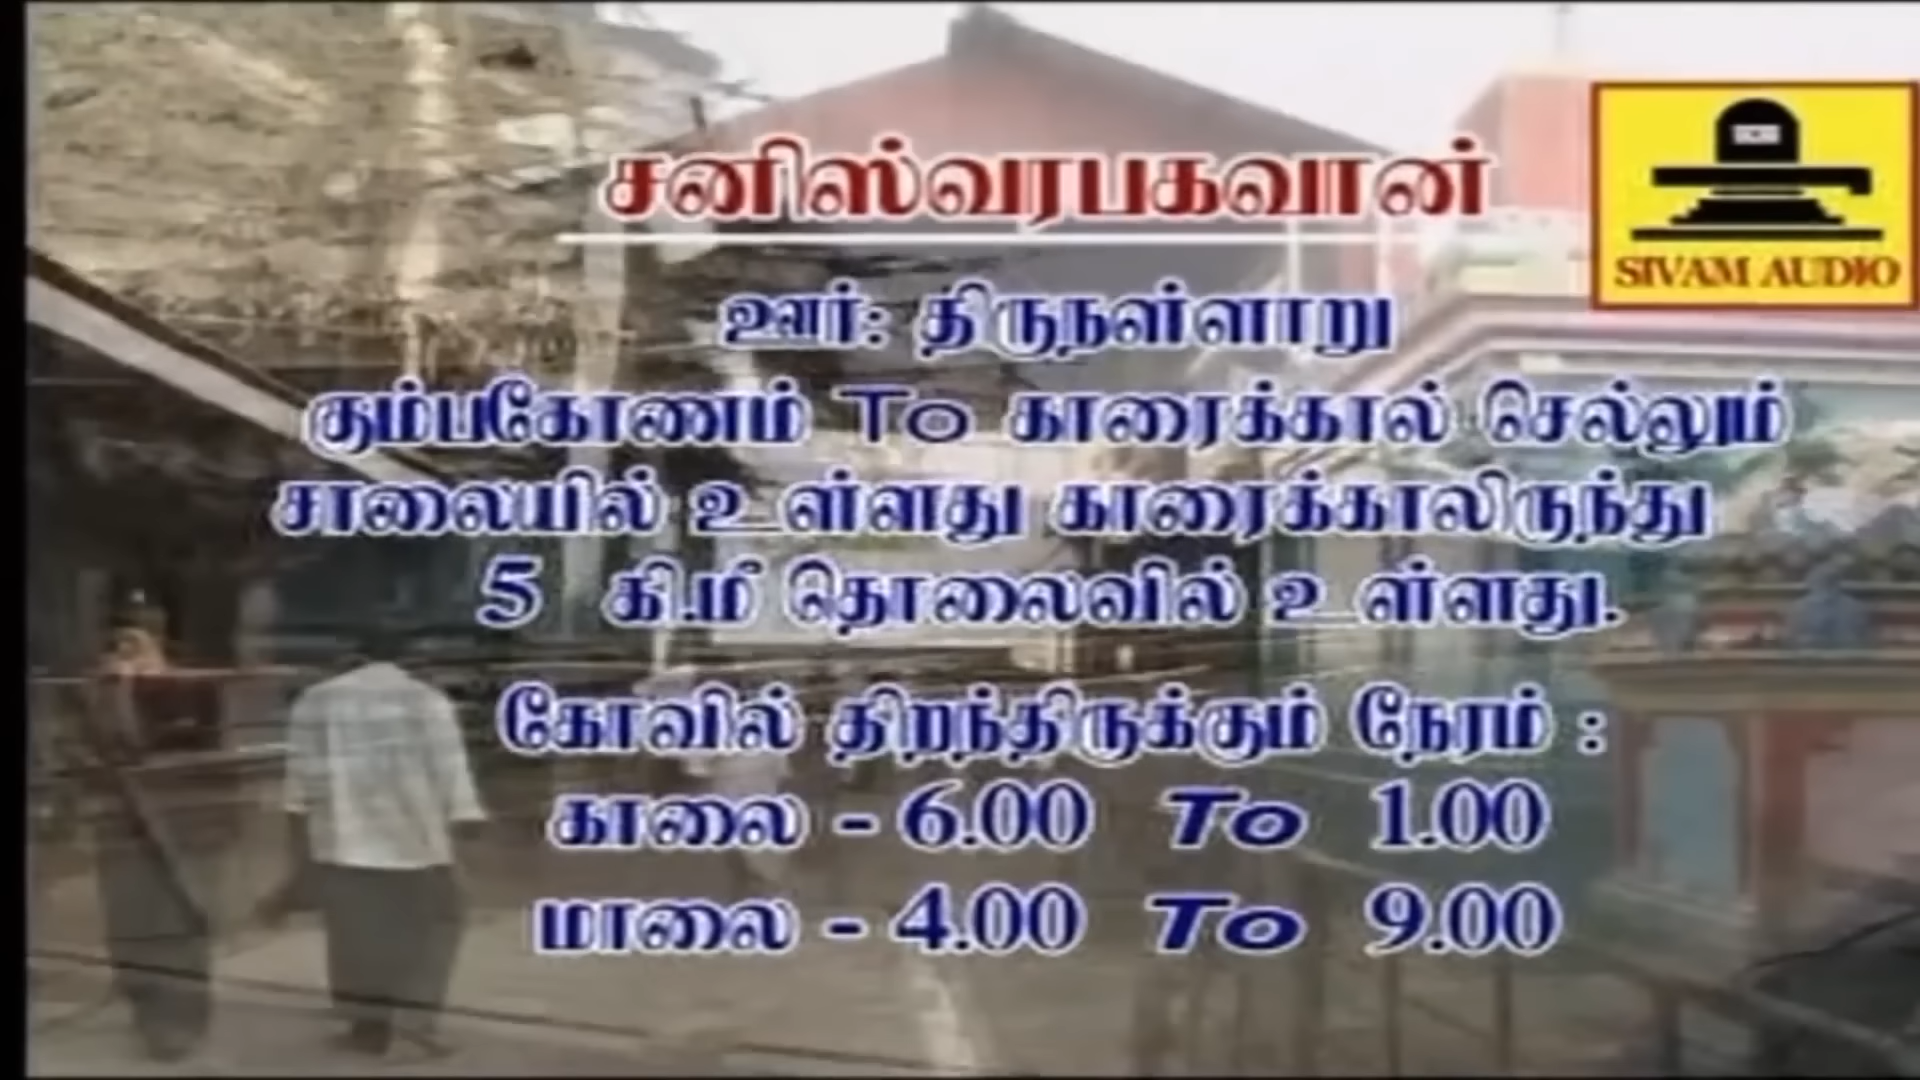 சனிஸ்வரபகவான்
SIVAM AUDIO
ஊர்: திருநள்ளாறு
கும்பகோணம் To காரைக்கால் செல்லும்
சாலையில் உள்ளது காரைக்காலிருந்து
5 கி.மீ தொலைவில் உள்ளது.
கோவில் திறந்திருக்கும் நேரம் :
காலை - 6.00 To 1.00
மாலை - 4.00 To 9.00